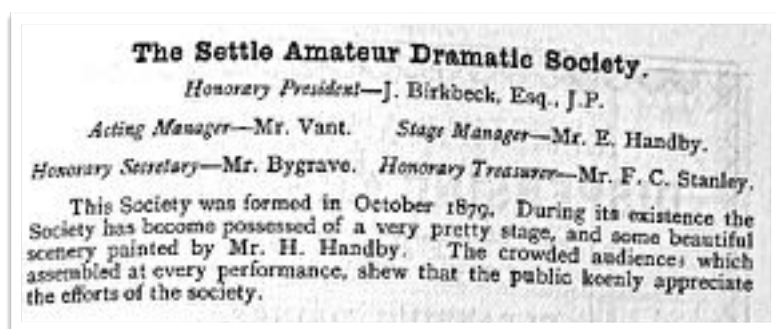 The Settle Amateur Dramatic Society.
Honorary President—J. Birkbeck, Esq., J.P.
Acting Manager—Mr. Vant. Stage Manager—Mr. E. Handby.
Honorary Secretary—Mr. Bygrave. Honorary Treasurer—Mr. F. C. Stanley.
This Society was formed in October 1879. During its existence the
Society has become possessed of a very pretty stage, and some beautiful
scenery painted by Mr. H. Handby. The crowded audiences which
assembled at every performance, shew that the public keenly appreciate
the efforts of the society.